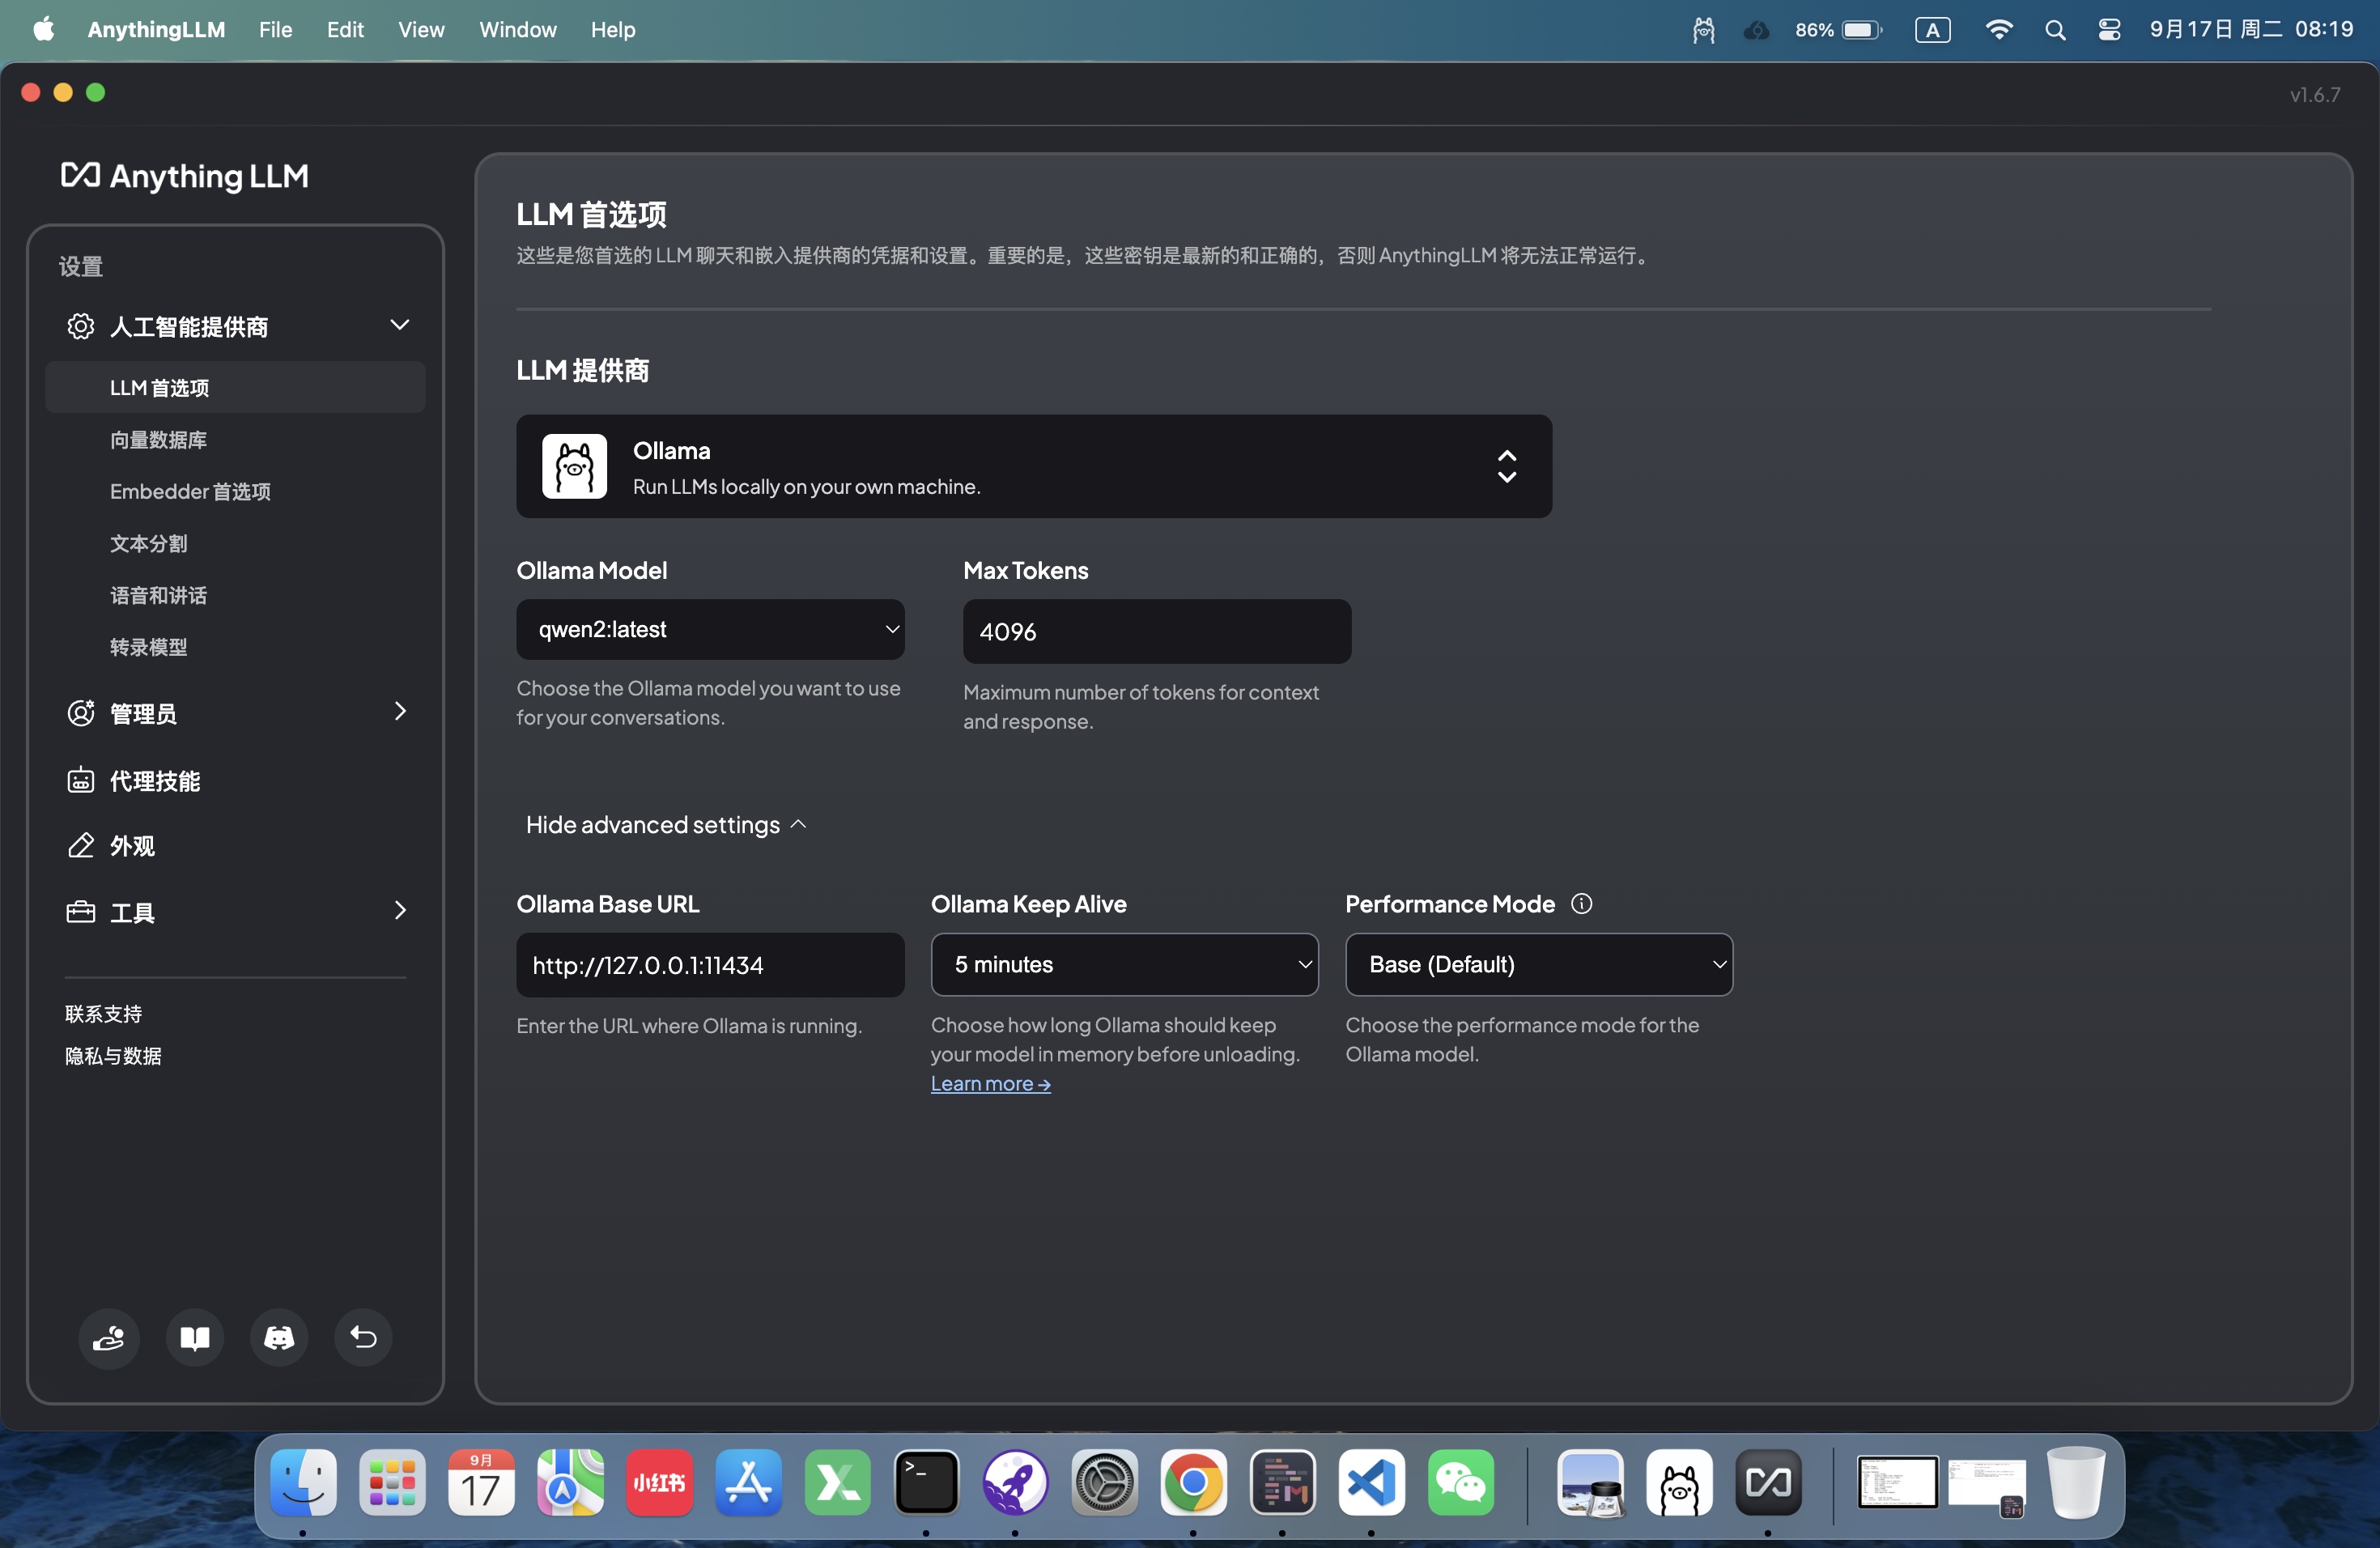 AnythingLLM File Edit View Window Help 86% A 9月17日 周二 08:19
v1.6.7
Anything LLM
设置
人工智能提供商
LLM 首选项
向量数据库
Embedder 首选项
文本分割
语音和讲话
转录模型
管理员
代理技能
外观
工具
联系支持
隐私与数据
LLM 首选项
这些是您首选的 LLM 聊天和嵌入提供商的凭据和设置。重要的是，这些密钥是最新的和正确的，否则 AnythingLLM 将无法正常运行。
LLM 提供商
Ollama
Run LLMs locally on your own machine.
Ollama Model
qwen2:latest
Choose the Ollama model you want to use
for your conversations.
Max Tokens
4096
Maximum number of tokens for context
and response.
Hide advanced settings
Ollama Base URL
http://127.0.0.1:11434
Enter the URL where Ollama is running.
Ollama Keep Alive
5 minutes
Choose how long Ollama should keep
your model in memory before unloading.
Learn more →
Performance Mode
Base (Default)
Choose the performance mode for the
Ollama model.
9月
17
小红书